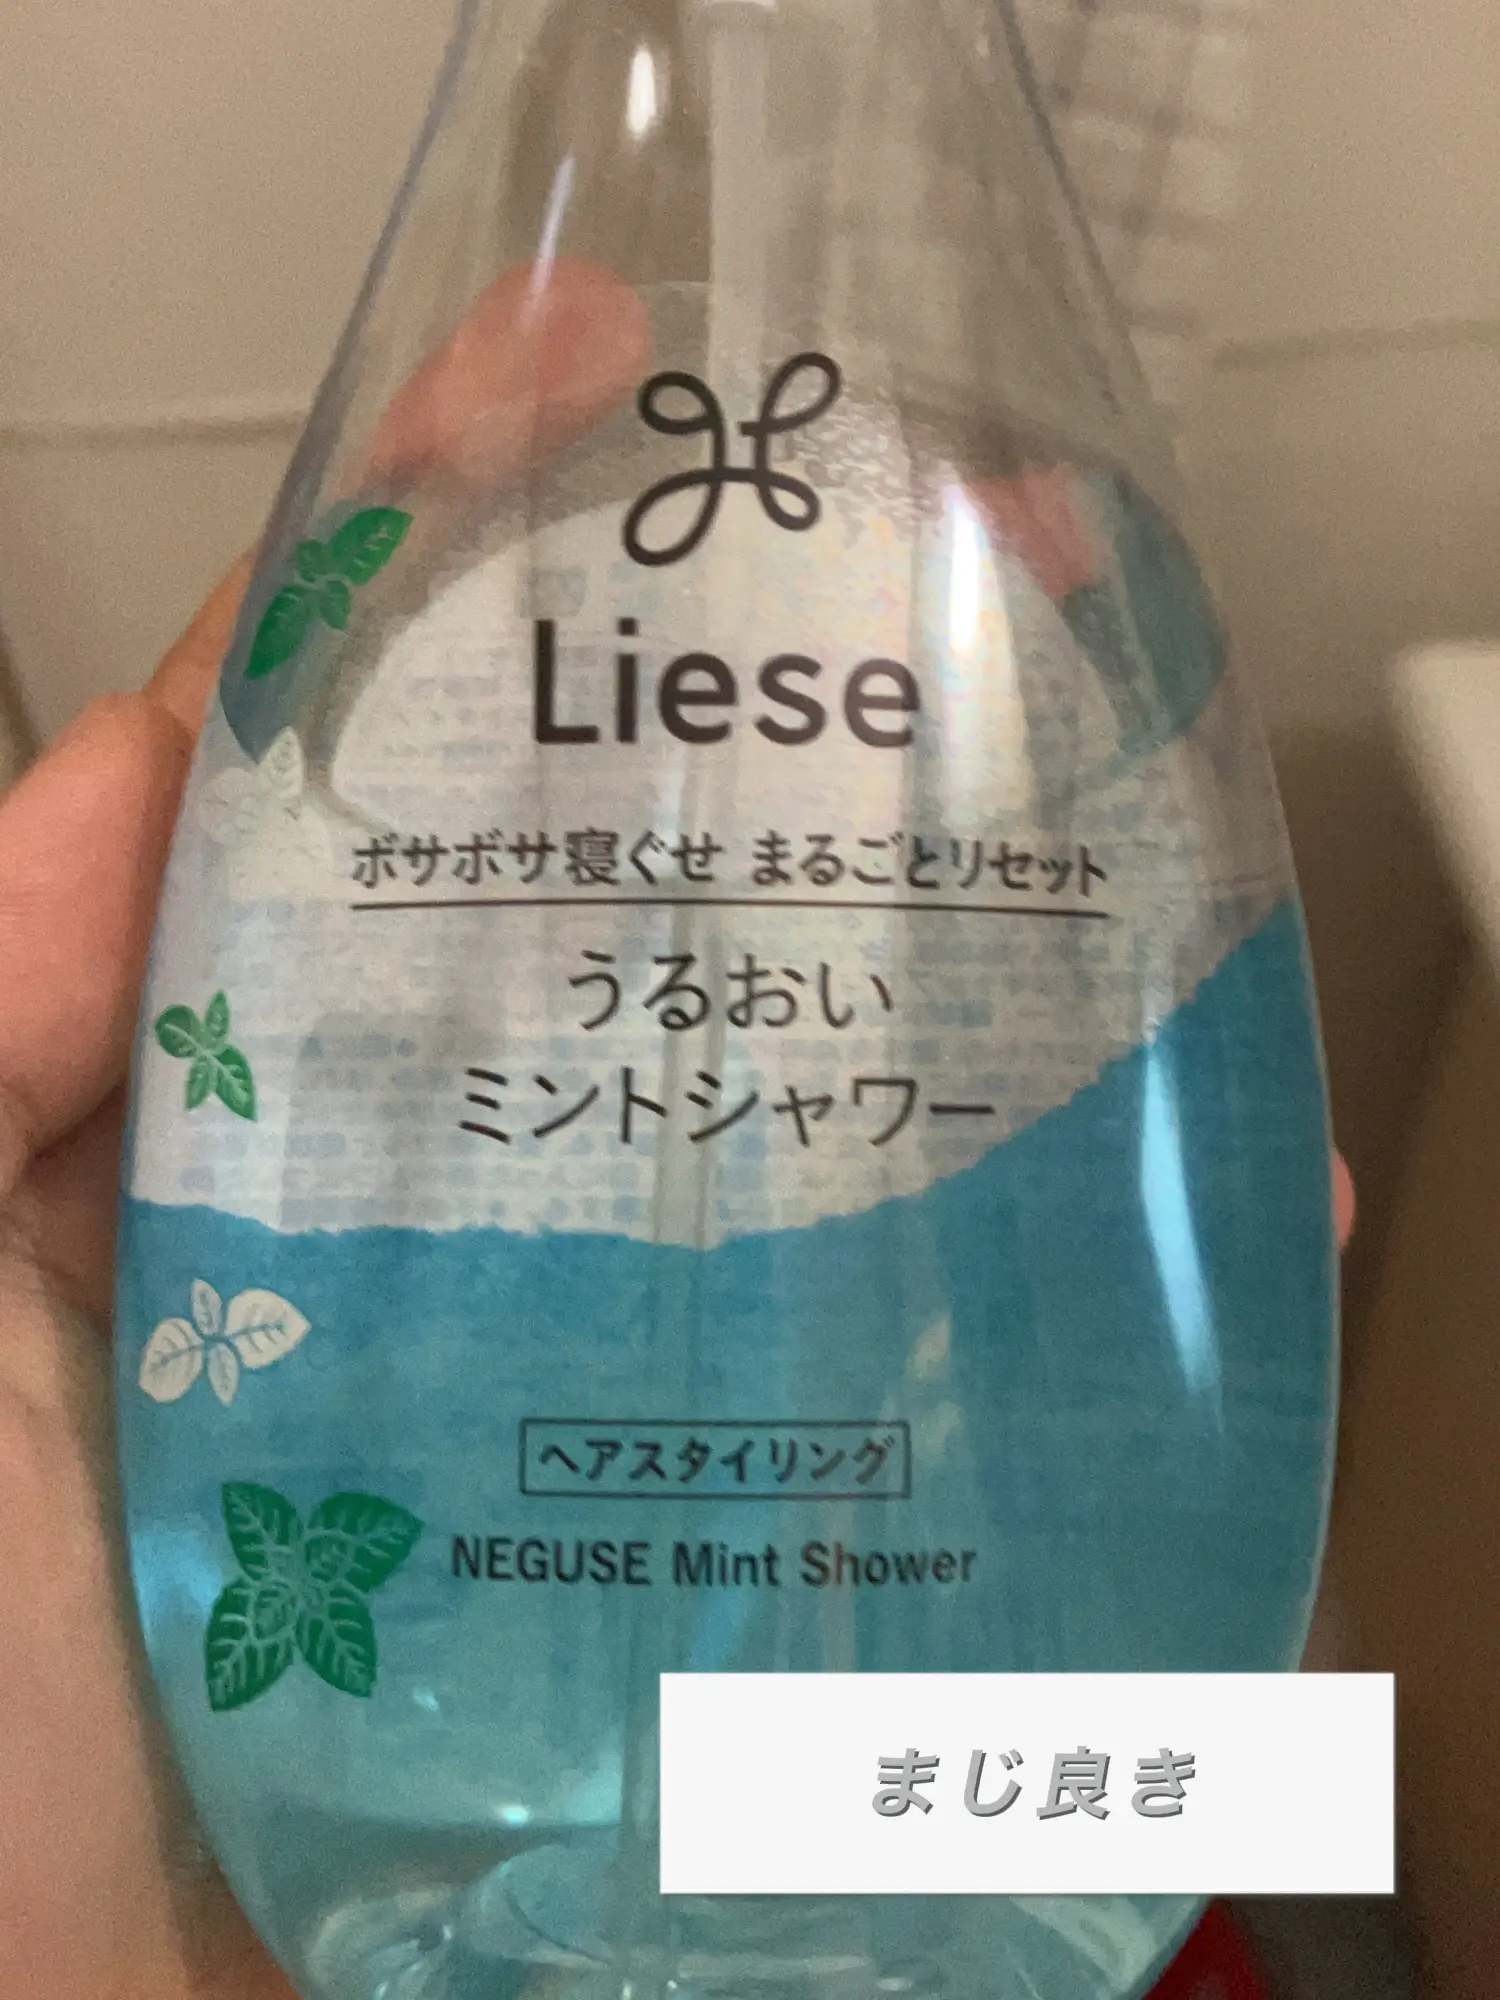 Liese
ボサボサ寝ぐせ まるごとリセット
うるおい
ミントシャワー
ヘアスタイリング
NEGUSE Mint Shower
まじ良き